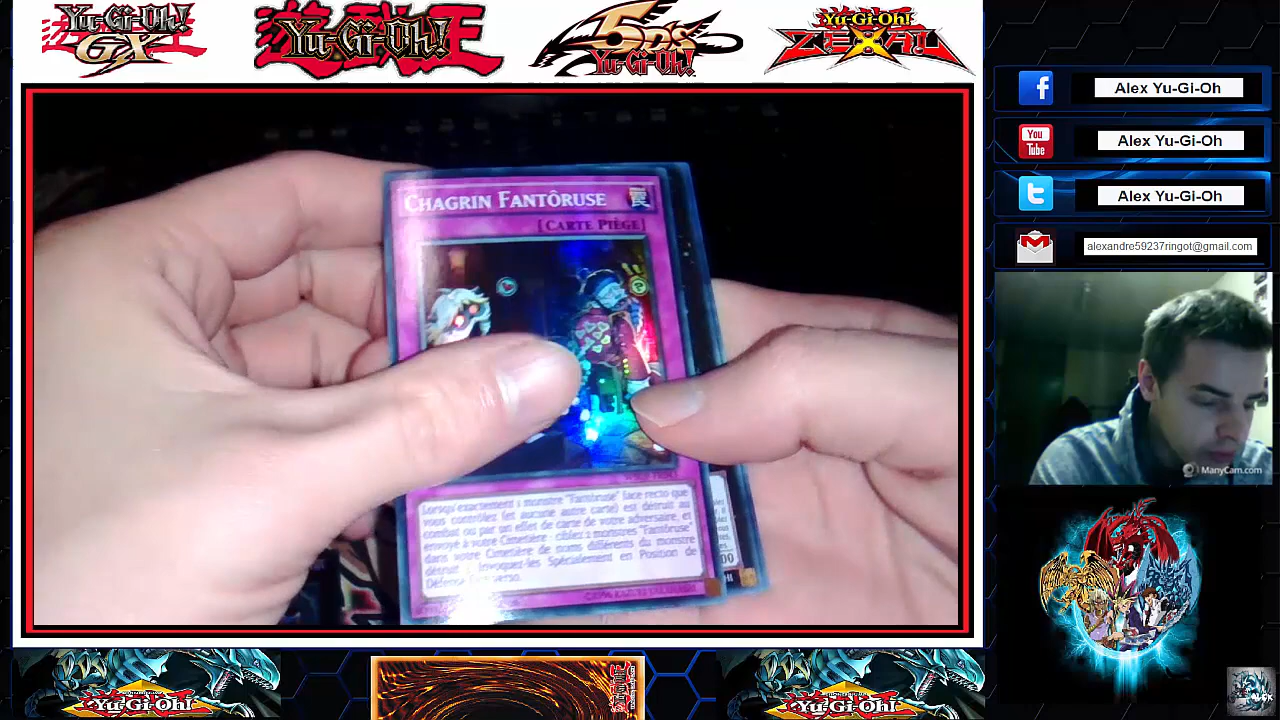 Yu-Gi-Oh!
GX
Yu-Gi-Oh!
5D's
Yu-Gi-Oh!
Yu-Gi-Oh!
ZEXAL
Alex Yu-Gi-Oh
You
Tube
Alex Yu-Gi-Oh
Alex Yu-Gi-Oh
alexandre59237ringot@gmail.com
CHAGRIN FANTÔRUSE
[CARTE PIÈGE]
Lorsqu'exactement 1 monstre "Fantôruse" face recto que
vous contrôlez (et aucune autre carte) est détruit au
combat ou par un effet de carte de votre adversaire, et
envoyé à votre Cimetière : ciblez 2 monstres "Fantôruse"
dans votre Cimetière de noms différents du monstre
détruit ; Invoquez-les Spécialement en Position de
Défense face verso.
ManyCam.com
Yu-Gi-Oh!
Yu-Gi-Oh!
ALEX